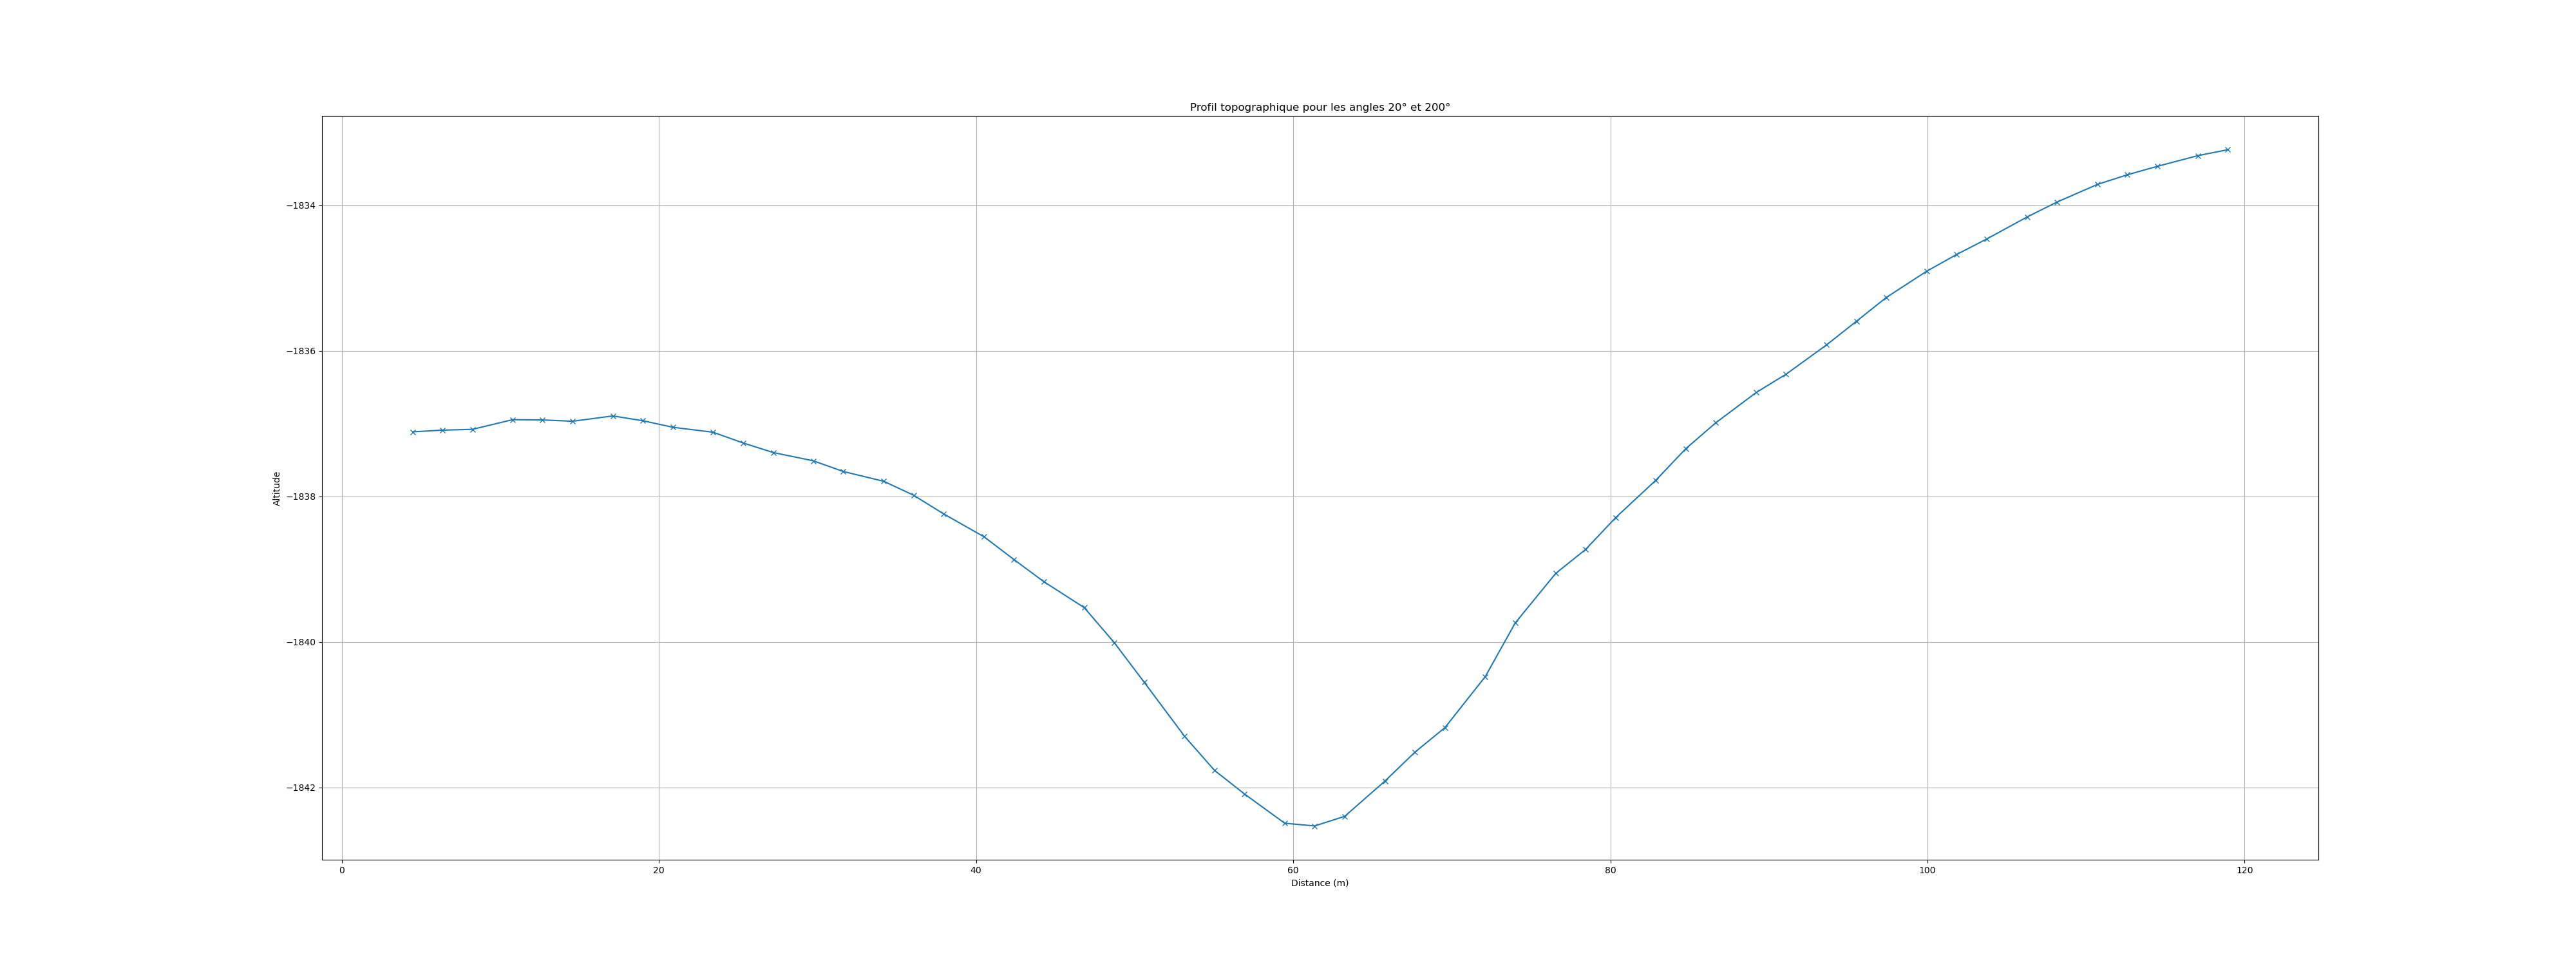 Profil topographique pour les angles 20° et 200°
−1834
−1836
−1838
−1840
−1842
Altitude
0 20 40 60 80 100 120
Distance (m)